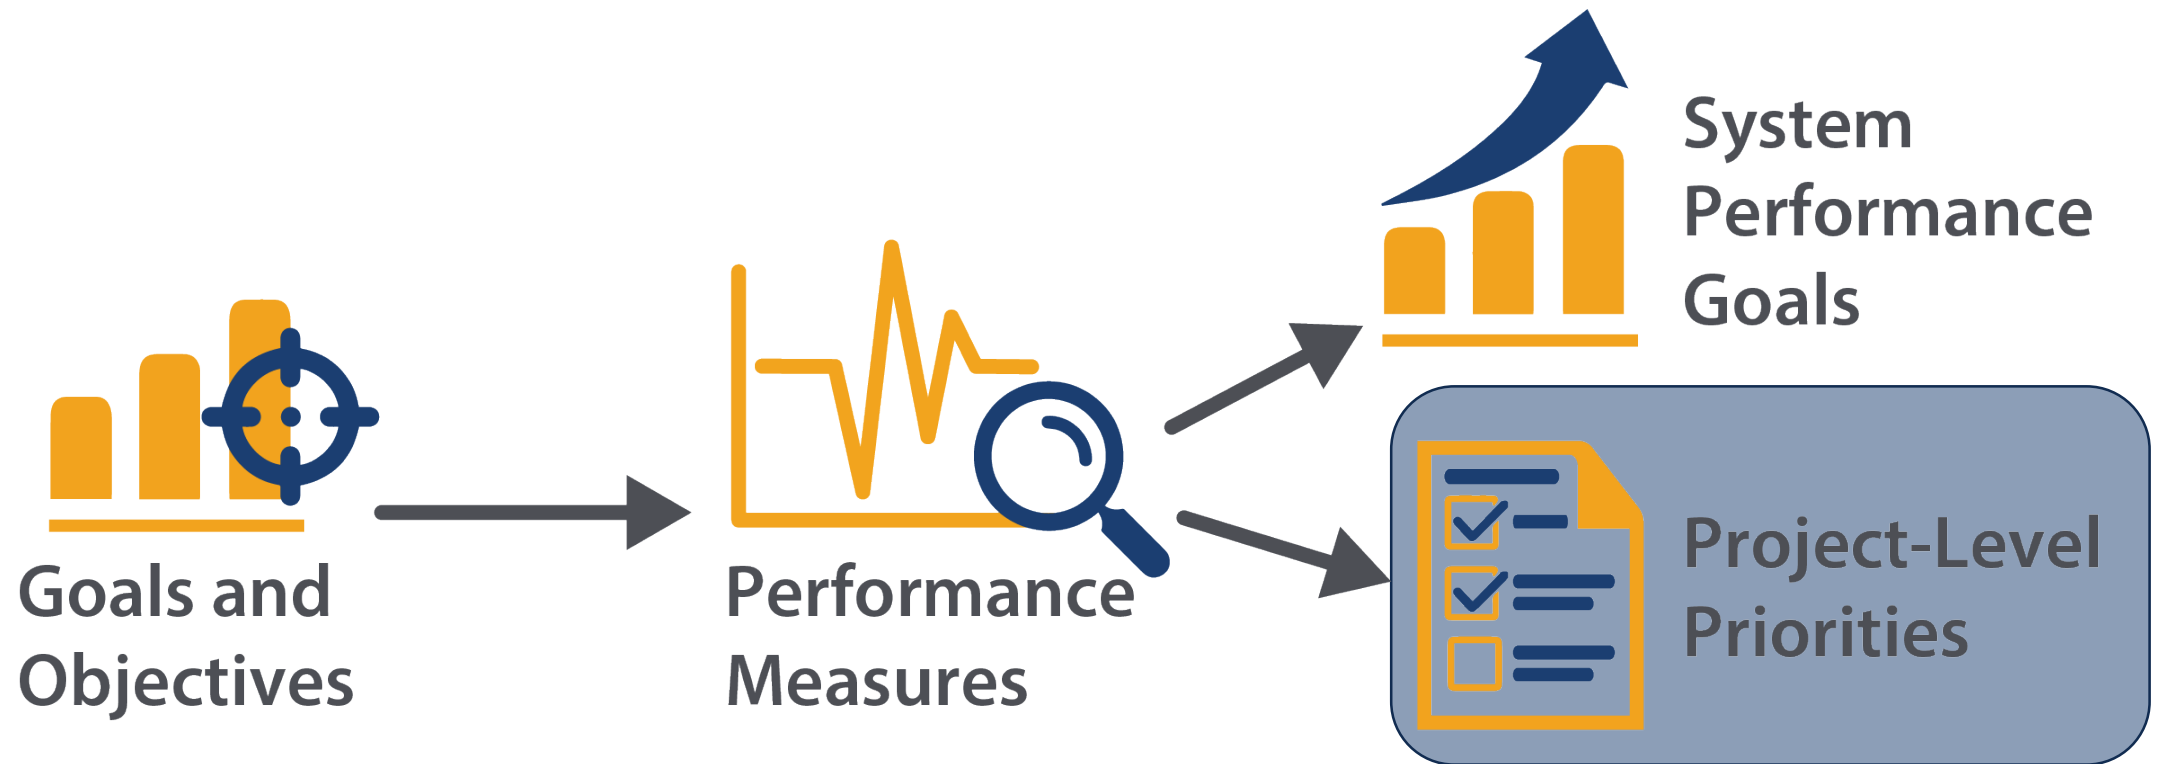 Goals and
Objectives
Performance
Measures
System
Performance
Goals
Project-Level
Priorities